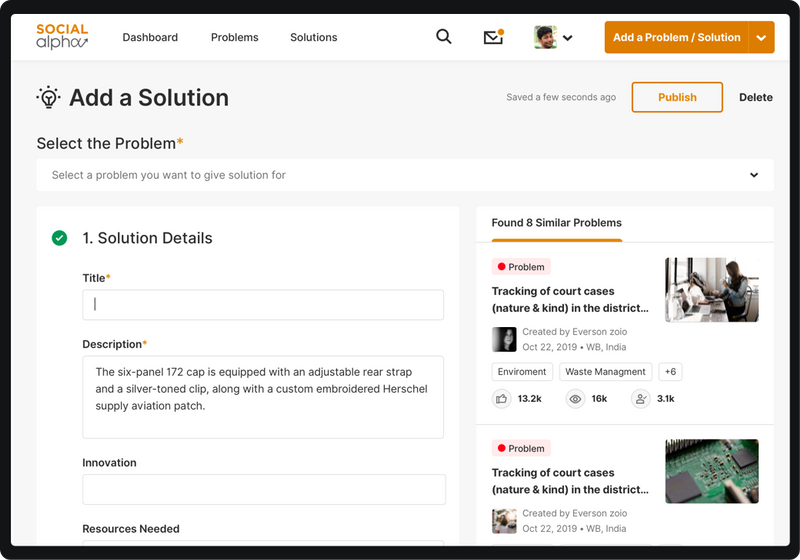 SOCIAL
alpha
Dashboard
Problems
Solutions
Add a Problem / Solution
Add a Solution
Saved a few seconds ago
Publish
Delete
Select the Problem*
Select a problem you want to give solution for
1. Solution Details
Title*
Description*
The six-panel 172 cap is equipped with an adjustable rear strap
and a silver-toned clip, along with a custom embroidered Herschel
supply aviation patch.
Innovation
Resources Needed
Found 8 Similar Problems
Problem
Tracking of court cases
(nature & kind) in the district...
Created by Everson zoio
Oct 22, 2019 • WB, India
Enviroment
Waste Managment
+6
13.2k
16k
3.1k
Problem
Tracking of court cases
(nature & kind) in the district...
Created by Everson zoio
Oct 22, 2019 • WB, India